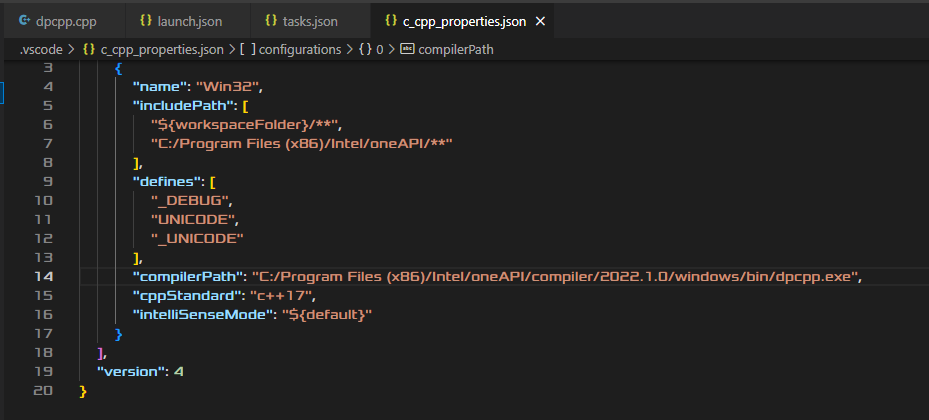 dpcpp.cpp {} launch.json {} tasks.json {} c_cpp_properties.json ×
.vscode > {} c_cpp_properties.json > [ ] configurations > {} 0 > abc compilerPath
3 {
4 "name": "Win32",
5 "includePath": [
6 "${workspaceFolder}/**",
7 "C:/Program Files (x86)/Intel/oneAPI/**"
8 ],
9 "defines": [
10 "_DEBUG",
11 "UNICODE",
12 "_UNICODE"
13 ],
14 "compilerPath": "C:/Program Files (x86)/Intel/oneAPI/compiler/2022.1.0/windows/bin/dpcpp.exe",
15 "cppStandard": "c++17",
16 "intelliSenseMode": "${default}"
17 }
18 ],
19 "version": 4
20 }